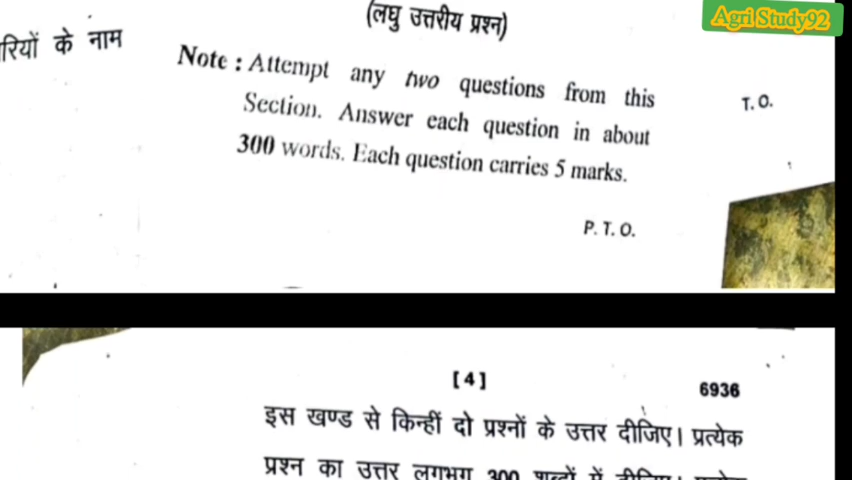 Agri Study92
(लघु उत्तरीय प्रश्न)
रियों के नाम
Note : Attempt any two questions from this
Section. Answer each question in about
300 words. Each question carries 5 marks.
T. O.
P. T. O.
[ 4 ]
6936
इस खण्ड से किन्हीं दो प्रश्नों के उत्तर दीजिए। प्रत्येक
प्रश्न का उत्तर लगभग 300 शब्दों में दीजिए।